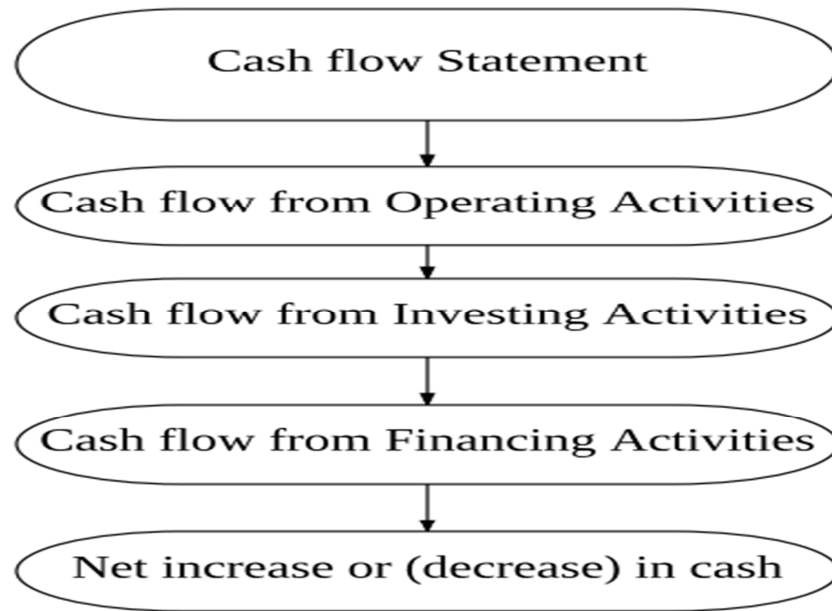 Cash flow Statement
Cash flow from Operating Activities
Cash flow from Investing Activities
Cash flow from Financing Activities
Net increase or (decrease) in cash